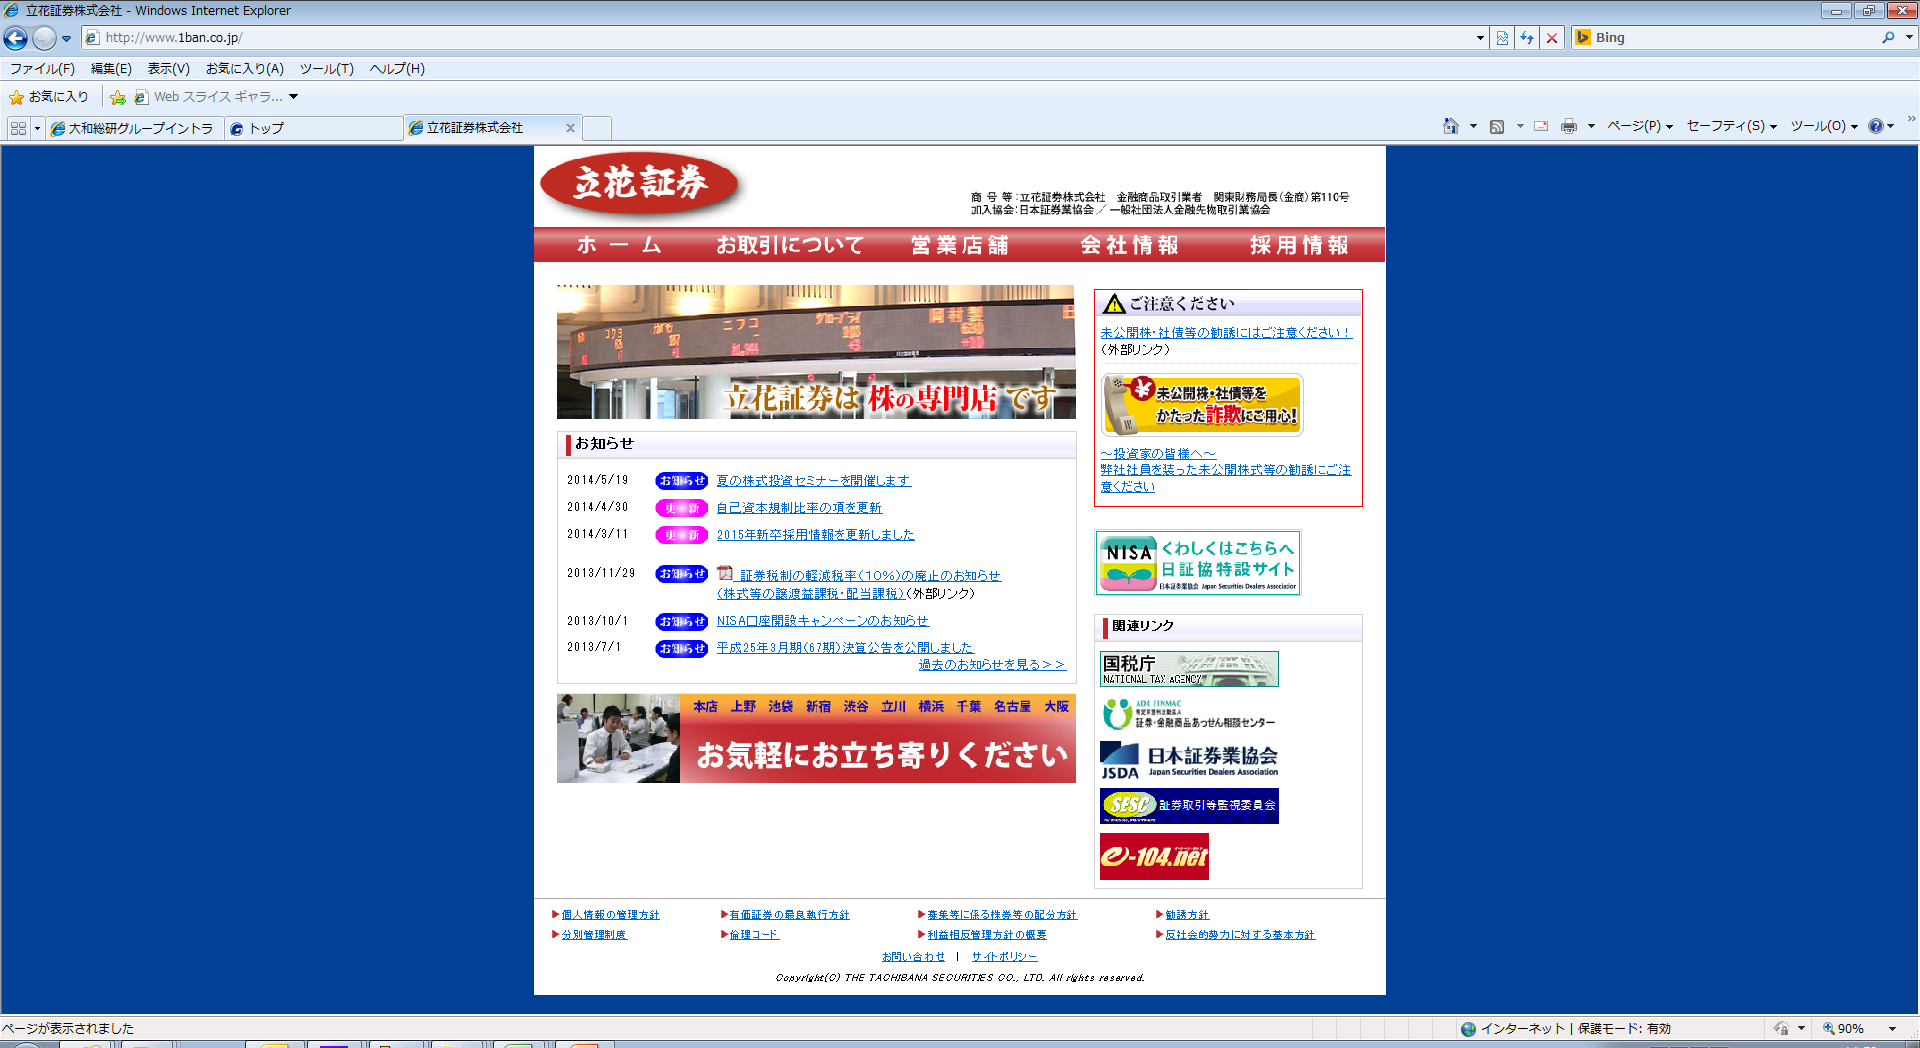 立花証券株式会社 - Windows Internet Explorer
http://www.1ban.co.jp/
Bing
ファイル(F) 編集(E) 表示(V) お気に入り(A) ツール(T) ヘルプ(H)
お気に入り Web スライス ギャラ...
大和総研グループイントラ トップ 立花証券株式会社 ページ(P) セーフティ(S) ツール(O)
立花証券
商 号 等：立花証券株式会社 金融商品取引業者 関東財務局長（金商）第110号
加入協会：日本証券業協会 ／ 一般社団法人金融先物取引業協会
ホーム お取引について 営業店舗 会社情報 採用情報
立花証券は 株の専門店 です
お知らせ
2014/5/19 お知らせ 夏の株式投資セミナーを開催します
2014/4/30 更新 自己資本規制比率の項を更新
2014/3/11 更新 2015年新卒採用情報を更新しました
2013/11/29 お知らせ 証券税制の軽減税率（10%）の廃止のお知らせ
（株式等の譲渡益課税・配当課税）（外部リンク）
2013/10/1 お知らせ NISA口座開設キャンペーンのお知らせ
2013/7/1 お知らせ 平成25年3月期（67期）決算公告を公開しました
過去のお知らせを見る＞＞
本店 上野 池袋 新宿 渋谷 立川 横浜 千葉 名古屋 大阪
お気軽にお立ち寄りください
ご注意ください
未公開株・社債等の勧誘にはご注意ください！
（外部リンク）
未公開株・社債等を
かたった詐欺にご用心!
～投資家の皆様へ～
弊社社員を装った未公開株式等の勧誘にご注
意ください
NISA くわしくはこちらへ
日証協特設サイト
日本証券業協会 Japan Securities Dealers Association
関連リンク
国税庁
NATIONAL TAX AGENCY
ADR FINMAC
特定非営利活動法人
証券・金融商品あっせん相談センター
JSDA 日本証券業協会
Japan Securities Dealers Association
SESC 証券取引等監視委員会
e-104.net
個人情報の管理方針 有価証券の最良執行方針 募集等に係る株券等の配分方針 勧誘方針
分別管理制度 倫理コード 利益相反管理方針の概要 反社会的勢力に対する基本方針
お問い合わせ | サイトポリシー
Copyright(C) THE TACHIBANA SECURITIES CO., LTD. All rights reserved.
ページが表示されました インターネット | 保護モード: 有効 90%